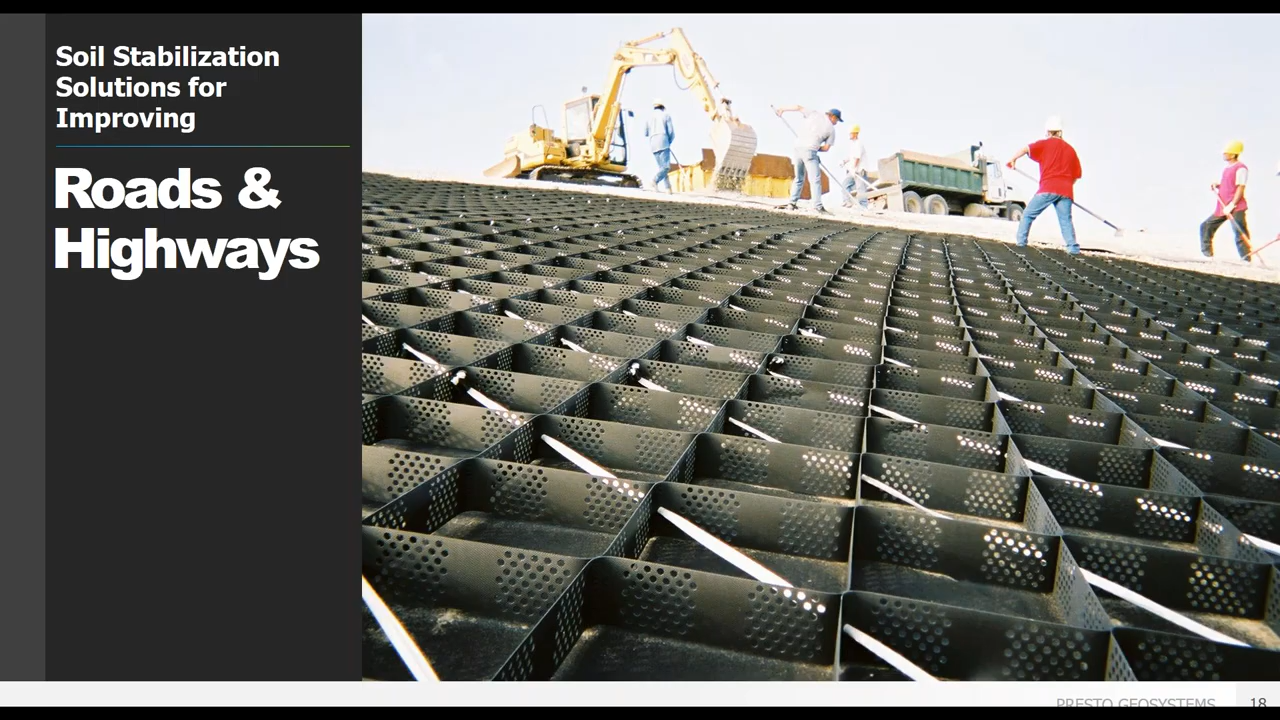 Soil Stabilization
Solutions for
Improving
Roads &
Highways
PRESTO GEOSYSTEMS
18